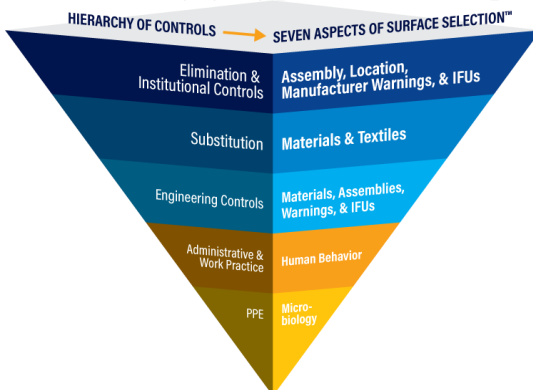 HIERARCHY OF CONTROLS
SEVEN ASPECTS OF SURFACE SELECTION™
Elimination &
Institutional Controls
Assembly, Location,
Manufacturer Warnings, & IFUs
Substitution
Materials & Textiles
Engineering Controls
Materials, Assemblies,
Warnings, & IFUs
Administrative &
Work Practice
Human Behavior
PPE
Micro-
biology